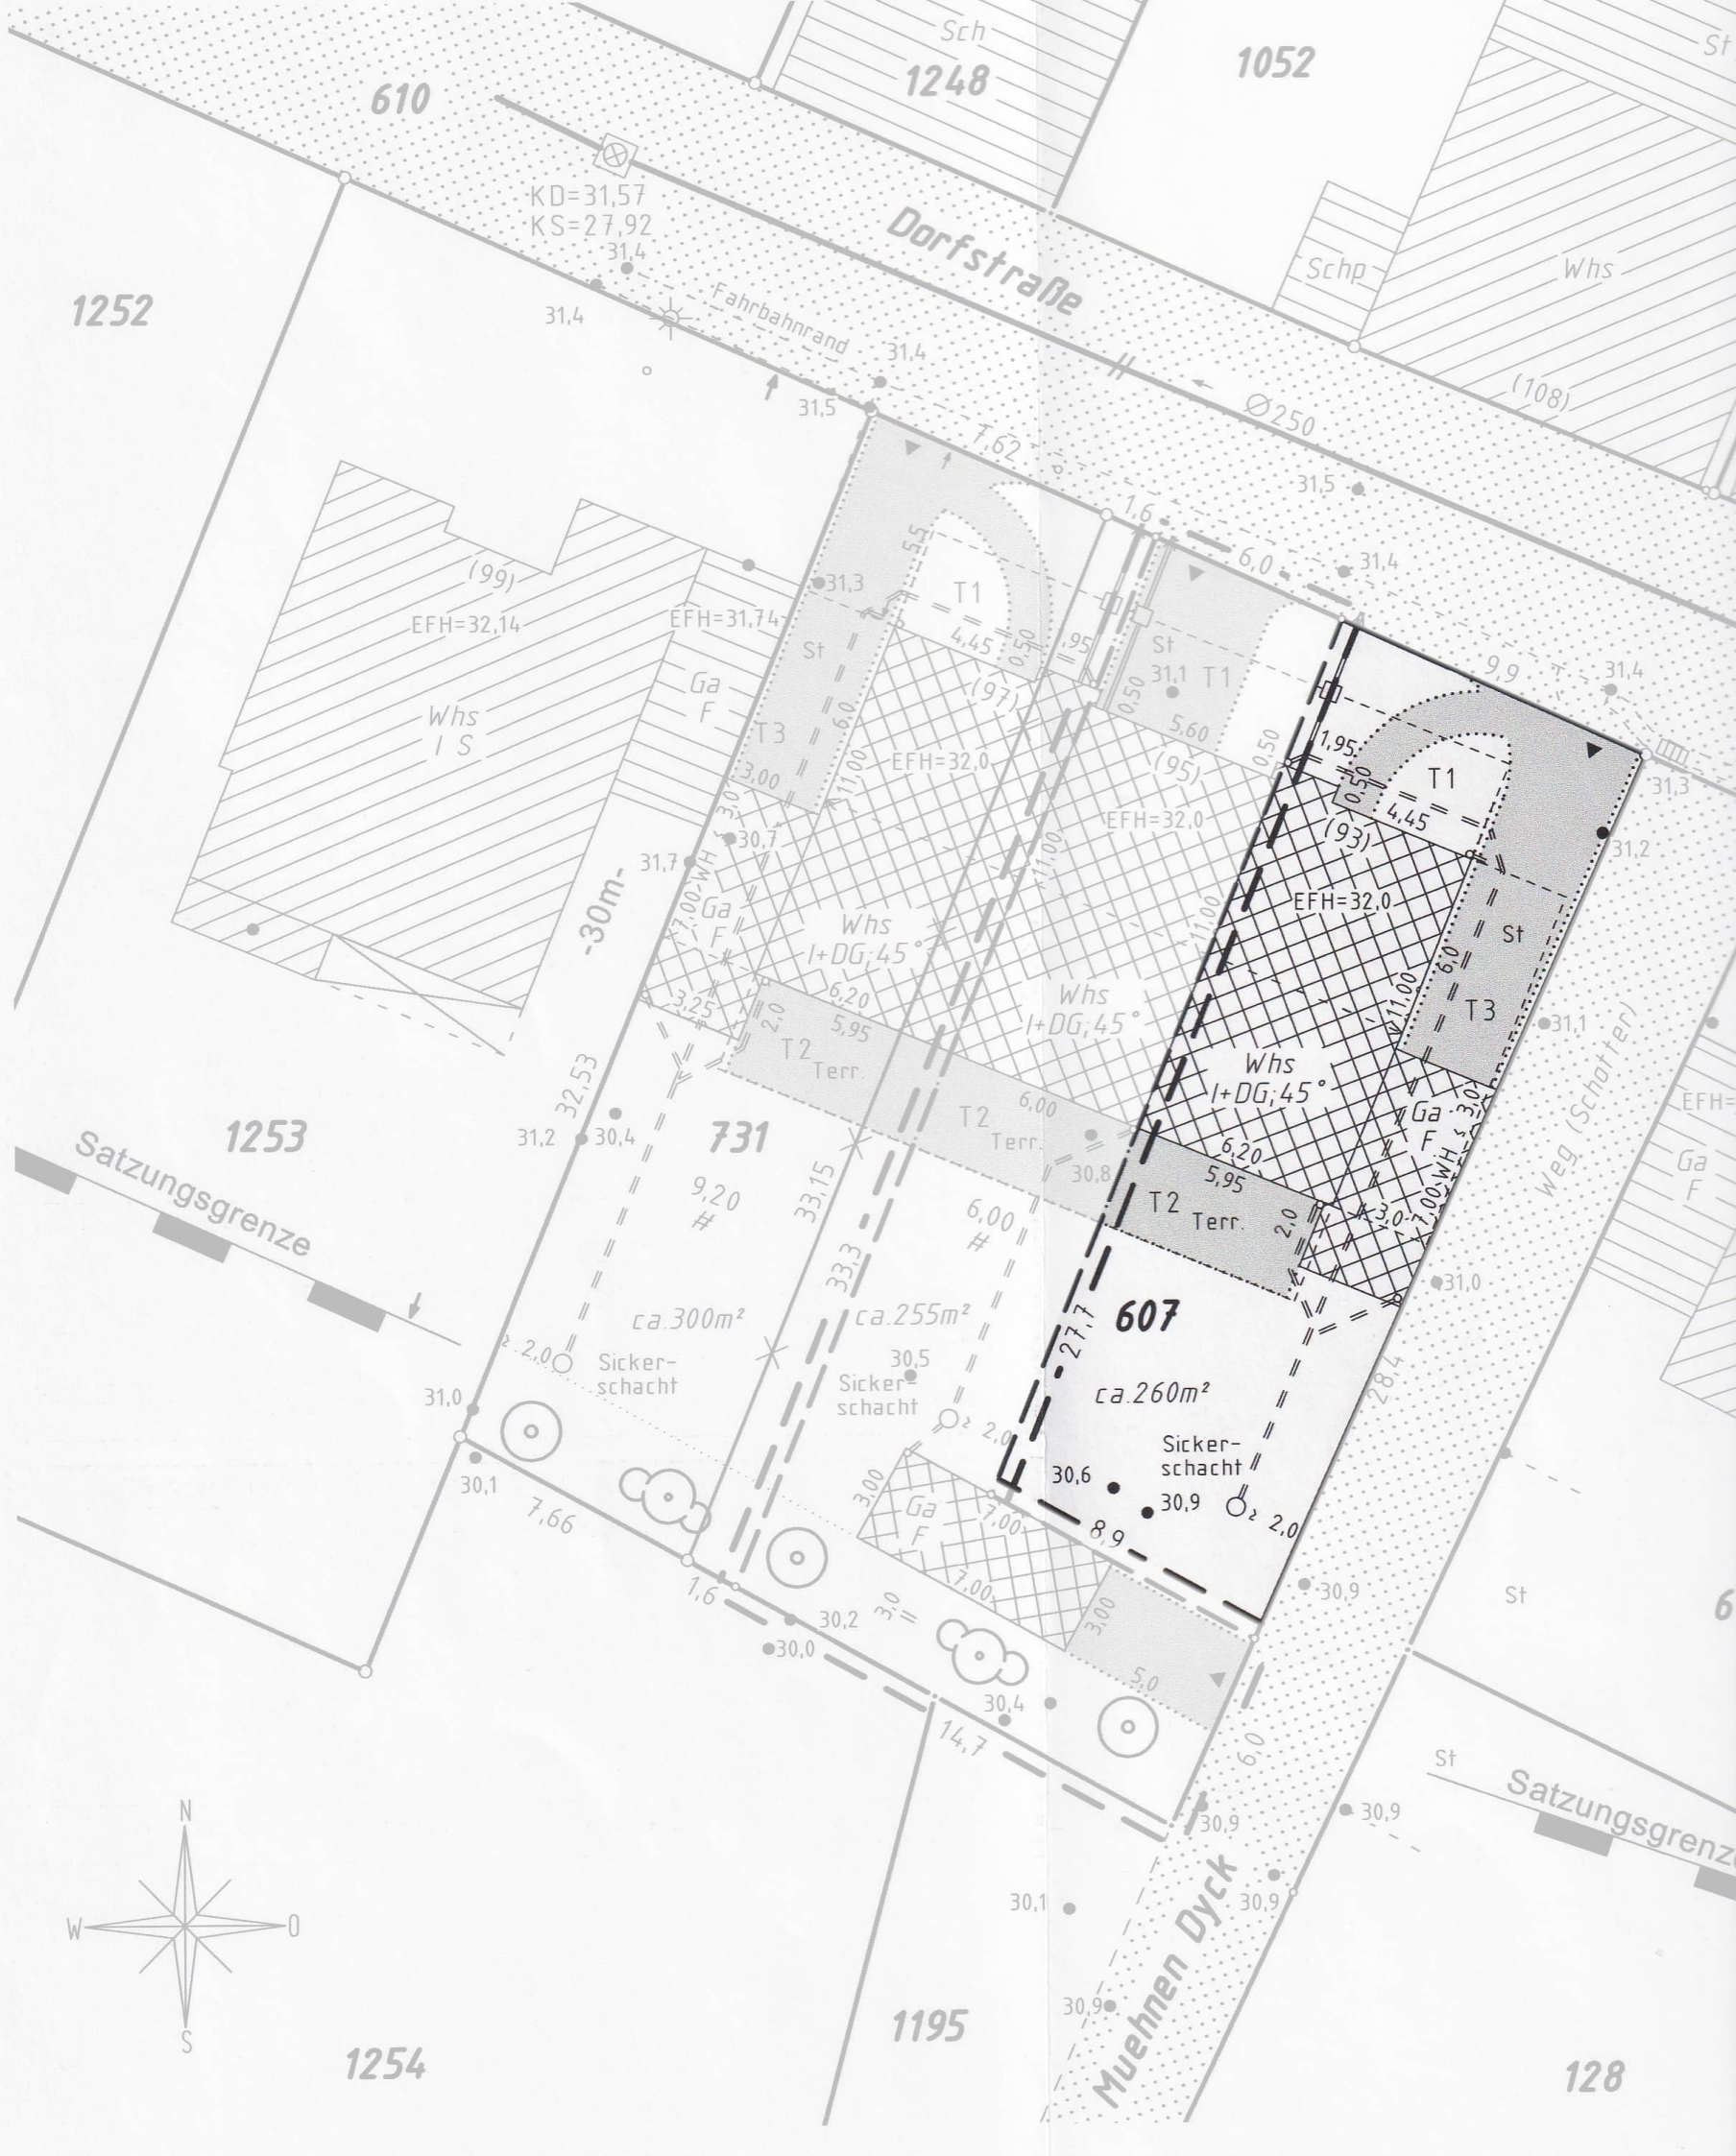 Sch
1248
1052
St
610
KD=31,57
KS=27,92
31,4
Dorfstraße
Schp
Whs
1252
31,4
Fahrbahnrand
31,4
31,5
(108)
Ø250
7,62
31,5
1,6
6,0
31,4
5,5
(99)
EFH=32,14
EFH=31,74
31,3
T1
St
4,45
0,50
1,95
St
31,1
T1
9,9
31,4
Ga
F
Whs
I S
(97)
0,50
5,60
0,50
T3
6,0
EFH=32,0
(95)
1,95
T1
31,3
3,00
11,00
0,50
4,45
3,0
EFH=32,0
(93)
31,2
30,7
31,7
11,00
EFH=32,0
-30m-
7,00
WH
Ga
F
Whs
I+DG;45°
11,00
St
6,0
3,25
6,20
5,95
2,0
Whs
I+DG;45°
11,00
T3
31,1
T2
Terr.
Whs
I+DG;45°
Weg (Schotter)
EFH=
32,53
6,00
Ga
F
3,0
1253
31,2
30,4
731
T2
Terr.
30,8
6,20
5,95
Ga
F
Satzungsgrenze
9,20
#
33,15
6,00
#
T2
Terr.
2,0
3,0
7,00
WH
33,3
31,0
ca.300m²
ca.255m²
607
27,7
2,0
Sicker-
schacht
30,5
Sicker-
schacht
ca.260m²
28,14
31,0
2,0
Sicker-
schacht
30,1
3,00
Ga
F
7,00
30,6
30,9
2,0
7,66
8,9
1,6
7,00
3,0
30,2
30,0
3,00
30,9
St
6
5,0
30,4
14,7
6,0
St
Satzungsgrenze
30,9
30,9
N
W
O
S
30,1
30,9
30,9
Muehnen Dyck
1195
1254
128